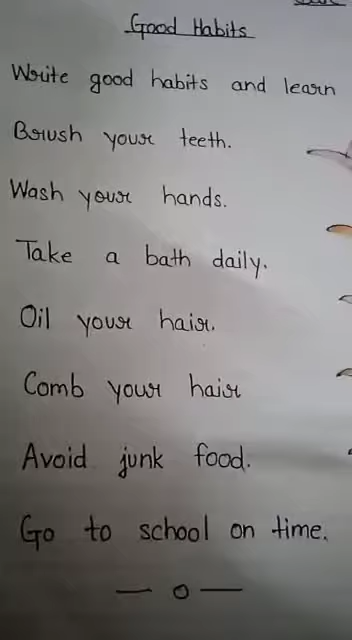 Good Habits
Write good habits and learn
Brush your teeth.
Wash your hands.
Take a bath daily.
Oil your hair.
Comb your hair
Avoid junk food.
Go to school on time.
— o —